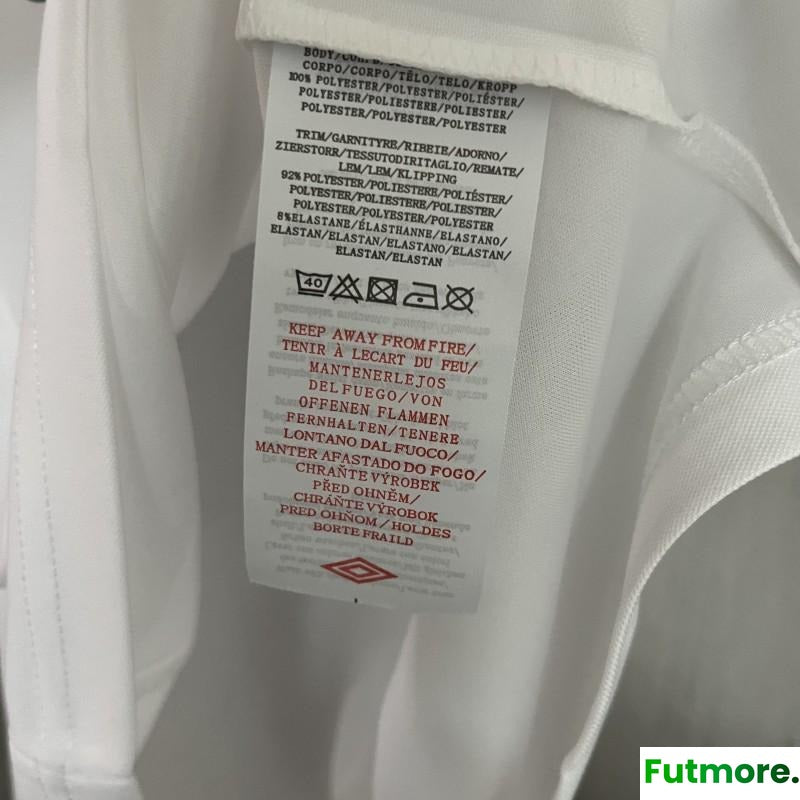 CORPO/CORPO/TĚLO/TELO/KROPP
100% POLYESTER/POLYESTER/POLIÉSTER/
POLYESTER/POLIESTERE/POLIESTER/
POLYESTER/POLYESTER/POLYESTER
TRIM/GARNITYRE/RIBEIE/ADORNO/
ZIERSTORR/TESSUTODIRITAGLIO/REMATE/
LEM/LEM/KLIPPING
92% POLYESTER/POLYESTER/POLIÉSTER/
POLYESTER/POLIESTERE/POLIESTER/
POLYESTER/POLYESTER/POLYESTER
8%ELASTANE/ÉLASTHANNE/ELASTANO/
ELASTAN/ELASTAN/ELASTANO/ELASTAN/
ELASTAN/ELASTAN
40
KEEP AWAY FROM FIRE/
TENIR À LECART DU FEU/
MANTENERLEJOS
DEL FUEGO/VON
OFFENEN FLAMMEN
FERNHALTEN/TENERE
LONTANO DAL FUOCO/
MANTER AFASTADO DO FOGO/
CHRAŇTE VÝROBEK
PŘED OHNĚM/
CHRÁŇTE VÝROBOK
PRED OHŇOM/HOLDES
BORTE FRAILD
Futmore.